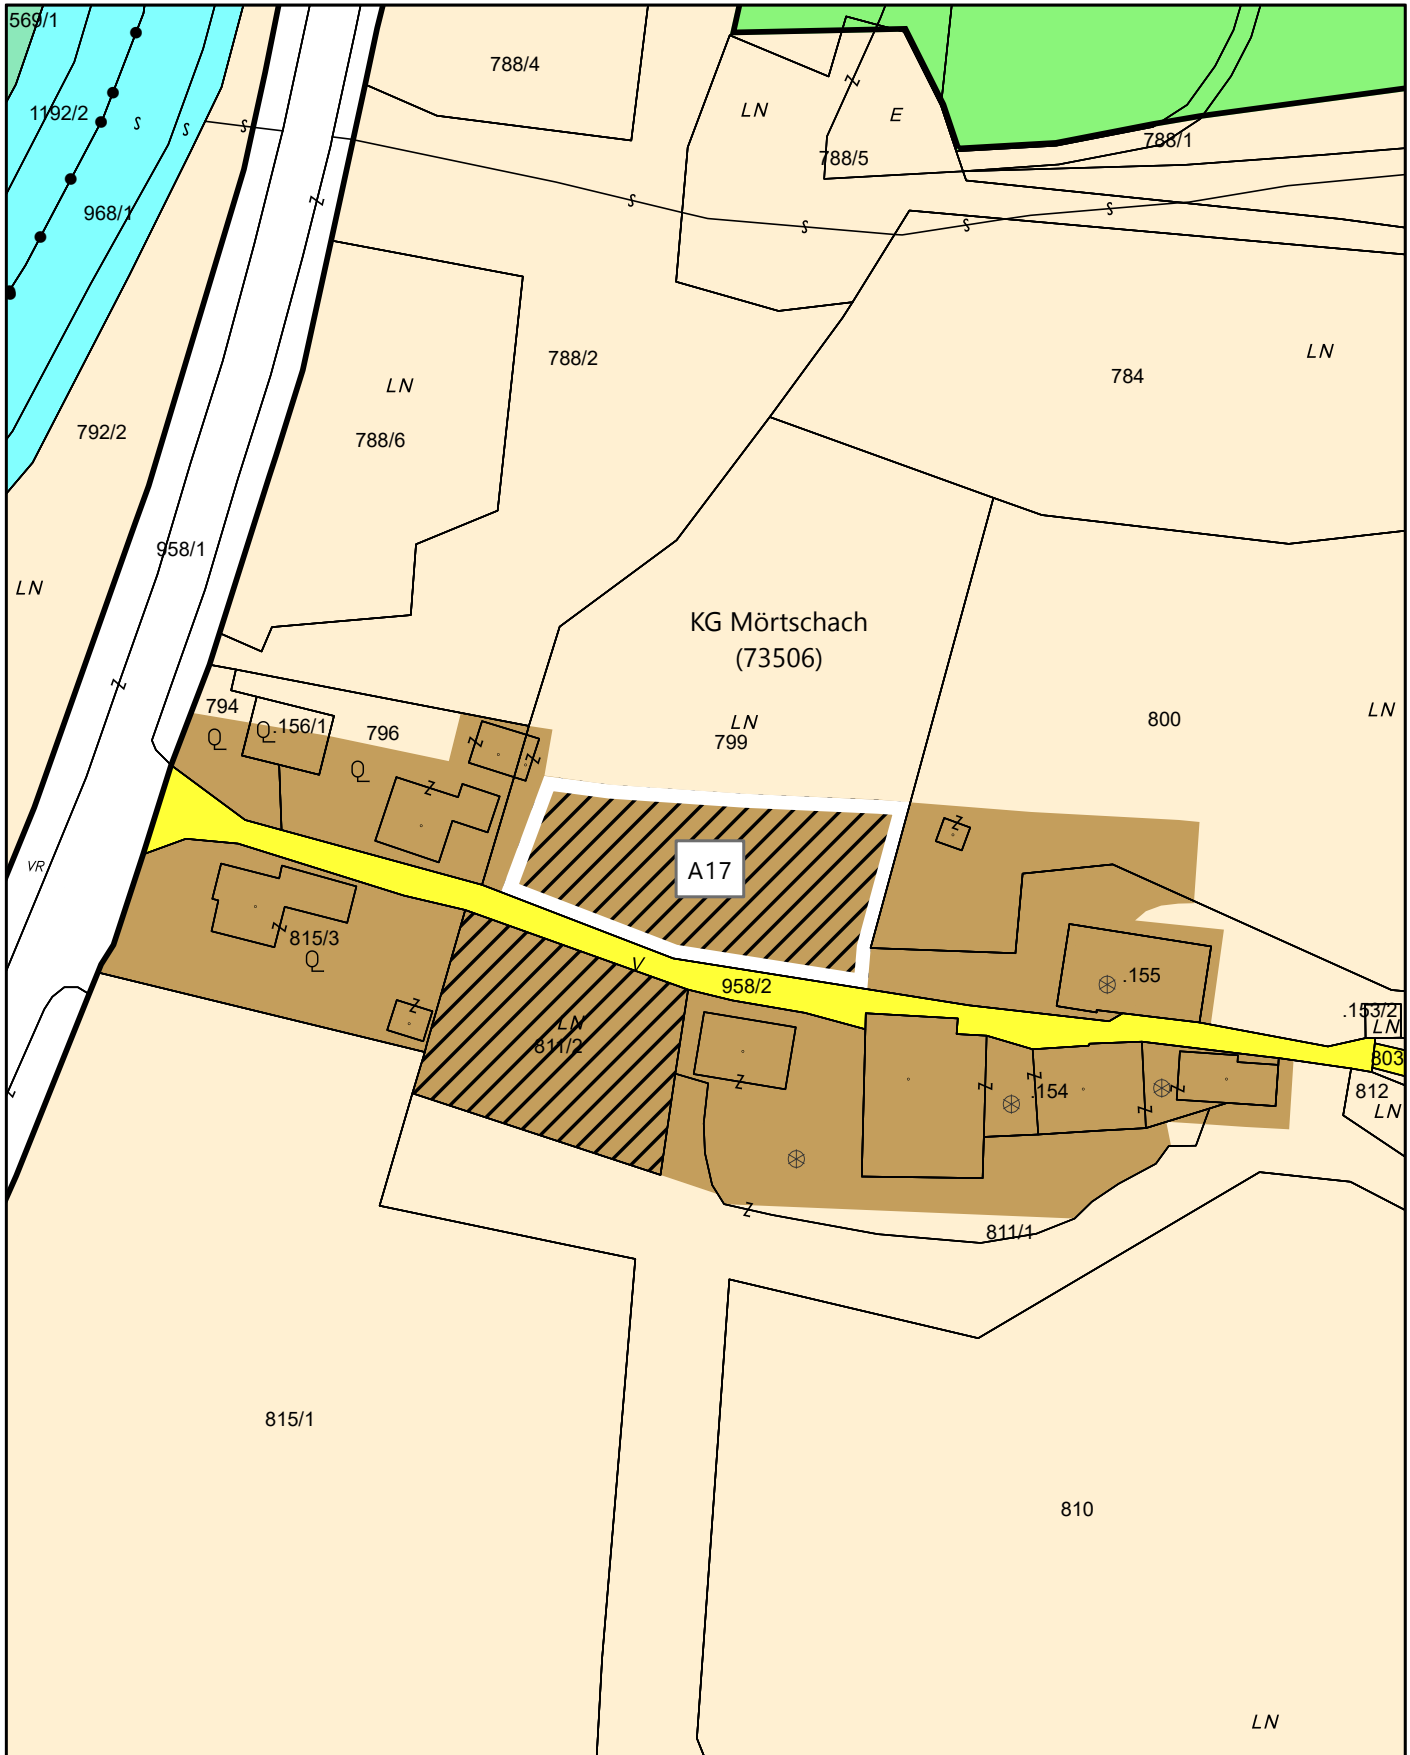 569/1
788/4
1192/2
S
S
S
Z
LN
E
788/5
788/1
968/1
Z
S
S
S
S
LN
788/2
784
LN
792/2
788/6
958/1
LN
KG Mörtschach
(73506)
Z
794
.156/1
796
LN
799
800
LN
Z
Z
Z
Z
A17
VR
815/3
Z
V
958/2
.155
.153/2
LN
LN
811/2
Z
Z
Z
Z
.154
Z
Z
803
812
LN
Z
Z
811/1
815/1
810
LN